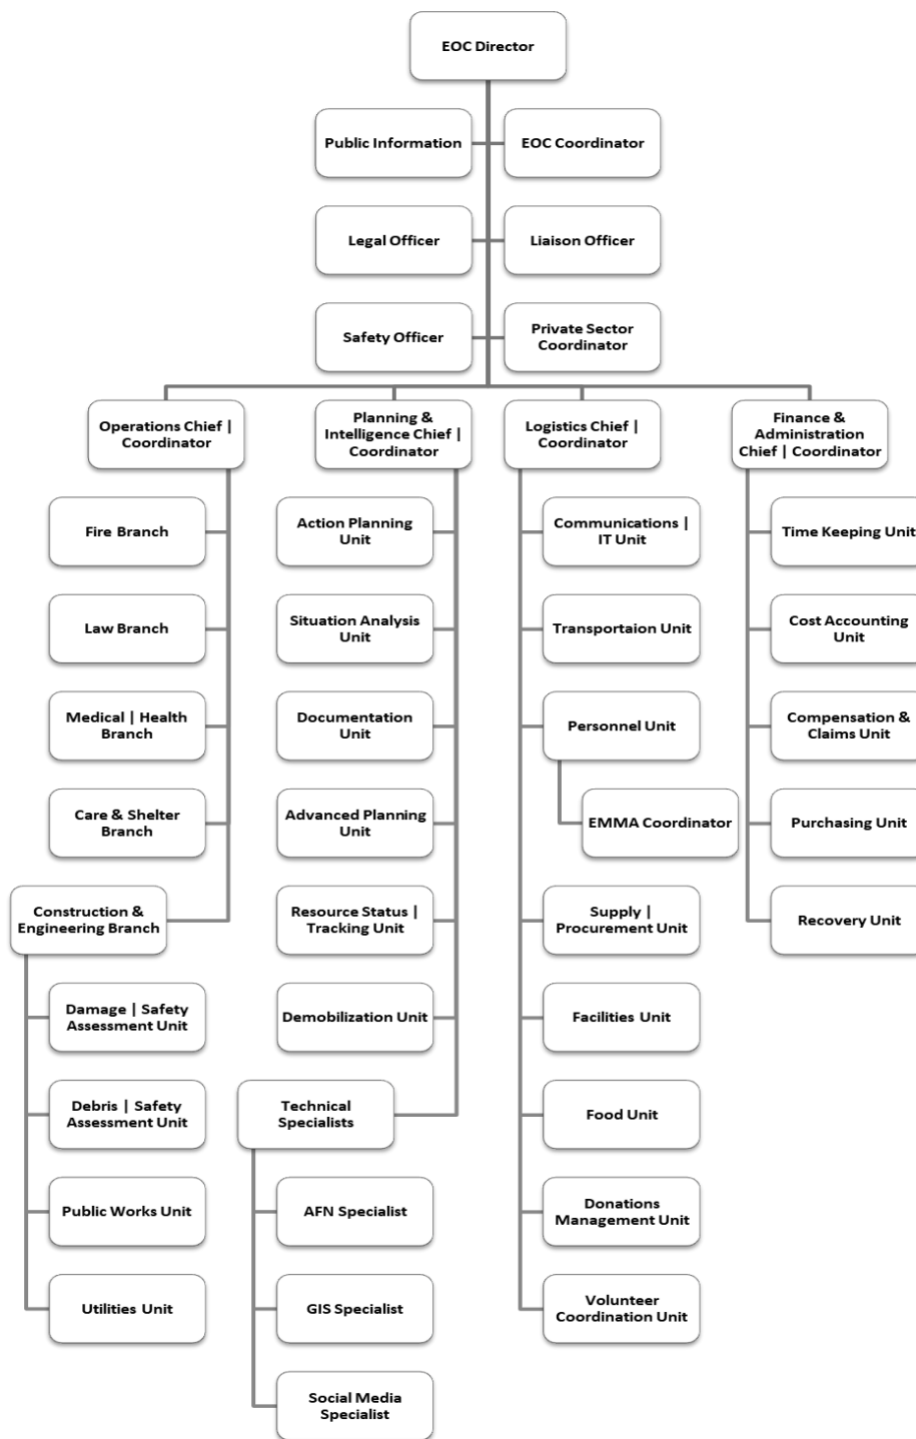 EOC Director
Public Information
EOC Coordinator
Legal Officer
Liaison Officer
Safety Officer
Private Sector
Coordinator
Operations Chief |
Coordinator
Planning &
Intelligence Chief |
Coordinator
Logistics Chief |
Coordinator
Finance &
Administration
Chief | Coordinator
Fire Branch
Law Branch
Medical | Health
Branch
Care & Shelter
Branch
Construction &
Engineering Branch
Damage | Safety
Assessment Unit
Debris | Safety
Assessment Unit
Public Works Unit
Utilities Unit
Action Planning
Unit
Situation Analysis
Unit
Documentation
Unit
Advanced Planning
Unit
Resource Status |
Tracking Unit
Demobilization Unit
Technical
Specialists
AFN Specialist
GIS Specialist
Social Media
Specialist
Communications |
IT Unit
Transportaion Unit
Personnel Unit
EMMA Coordinator
Supply |
Procurement Unit
Facilities Unit
Food Unit
Donations
Management Unit
Volunteer
Coordination Unit
Time Keeping Unit
Cost Accounting
Unit
Compensation &
Claims Unit
Purchasing Unit
Recovery Unit